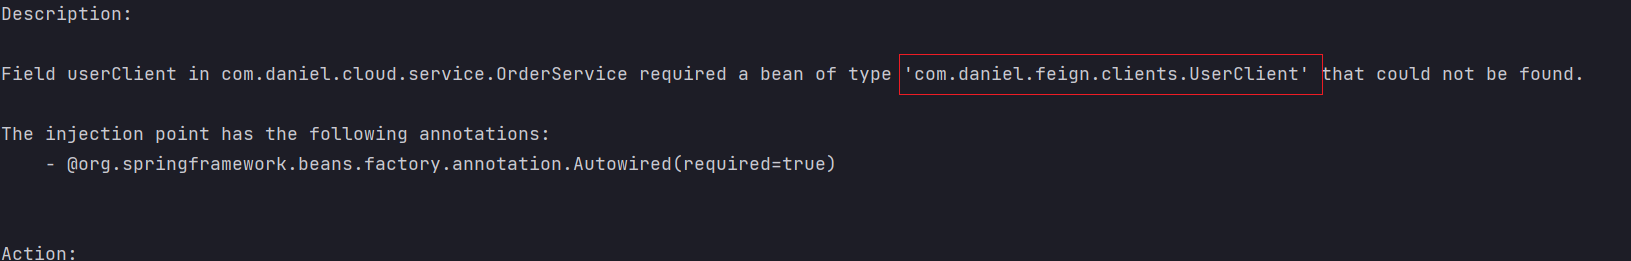 Description:
Field userClient in com.daniel.cloud.service.OrderService required a bean of type 'com.daniel.feign.clients.UserClient' that could not be found.
The injection point has the following annotations:
- @org.springframework.beans.factory.annotation.Autowired(required=true)
Action: